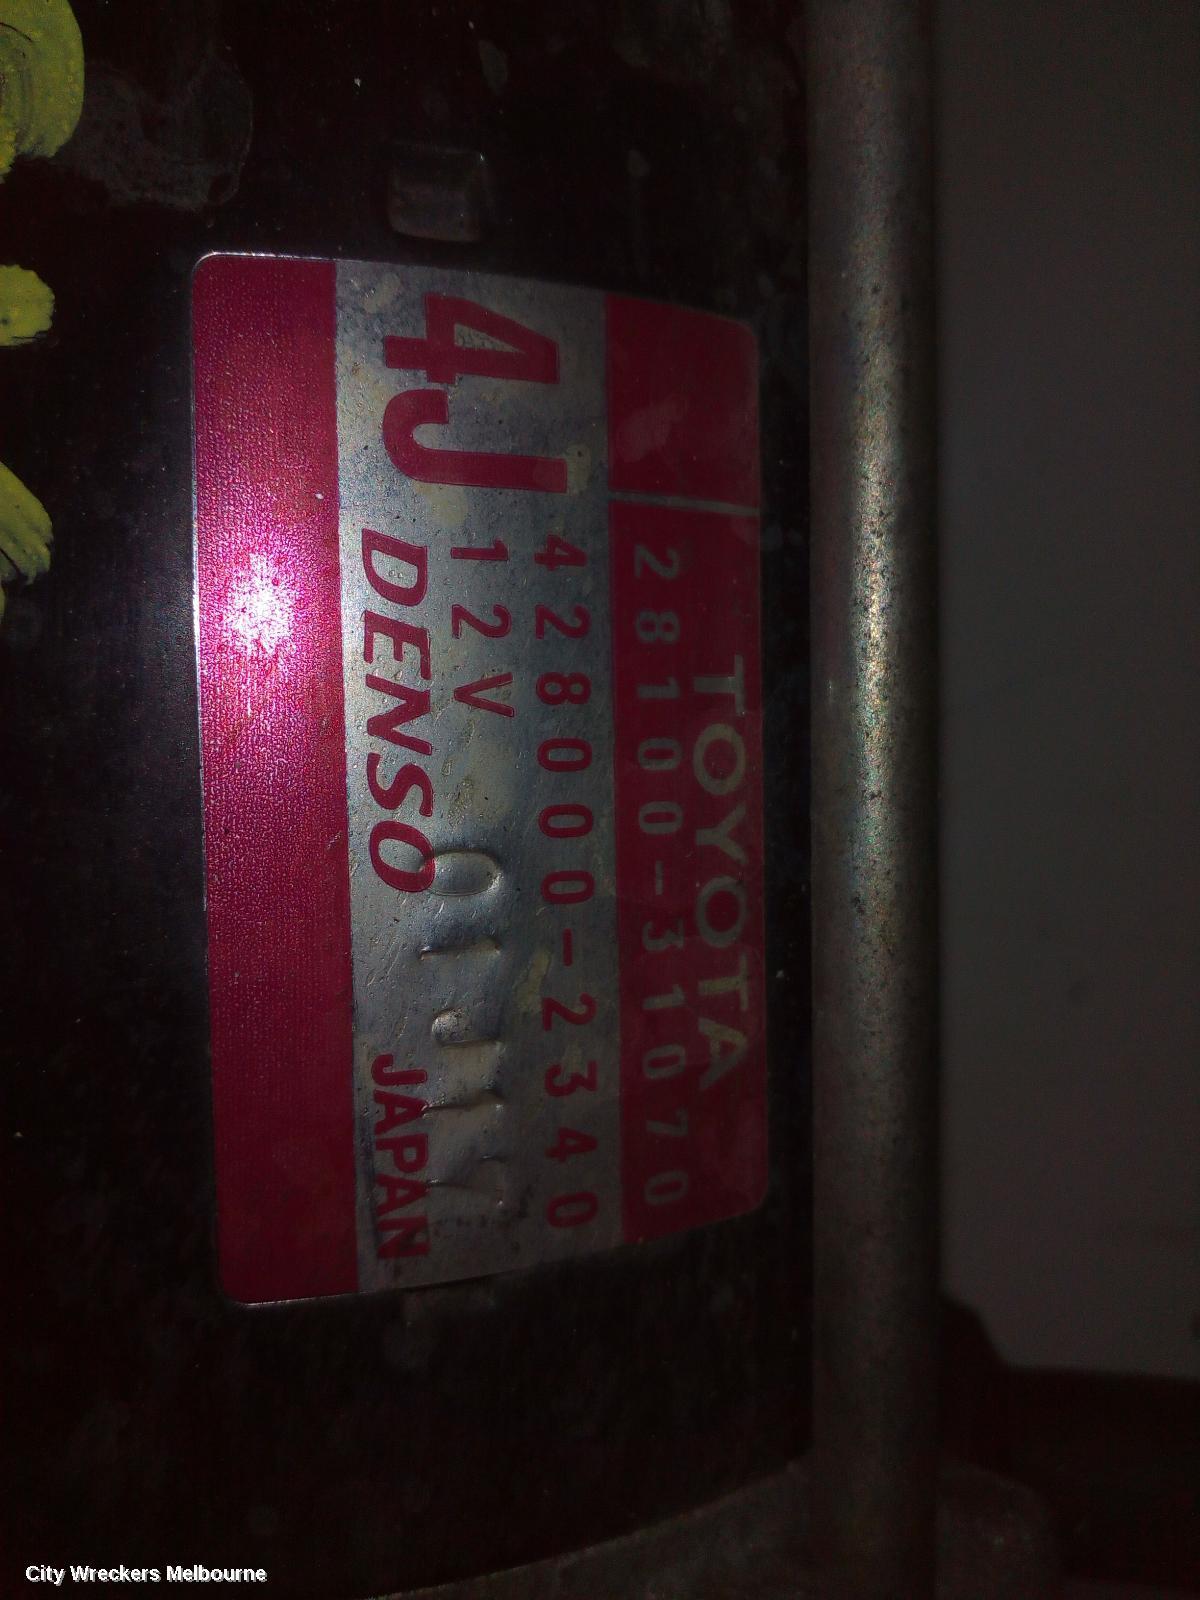 TOYOTA
28100-31070
4J
428000-2340
12V
DENSO JAPAN
City Wreckers Melbourne